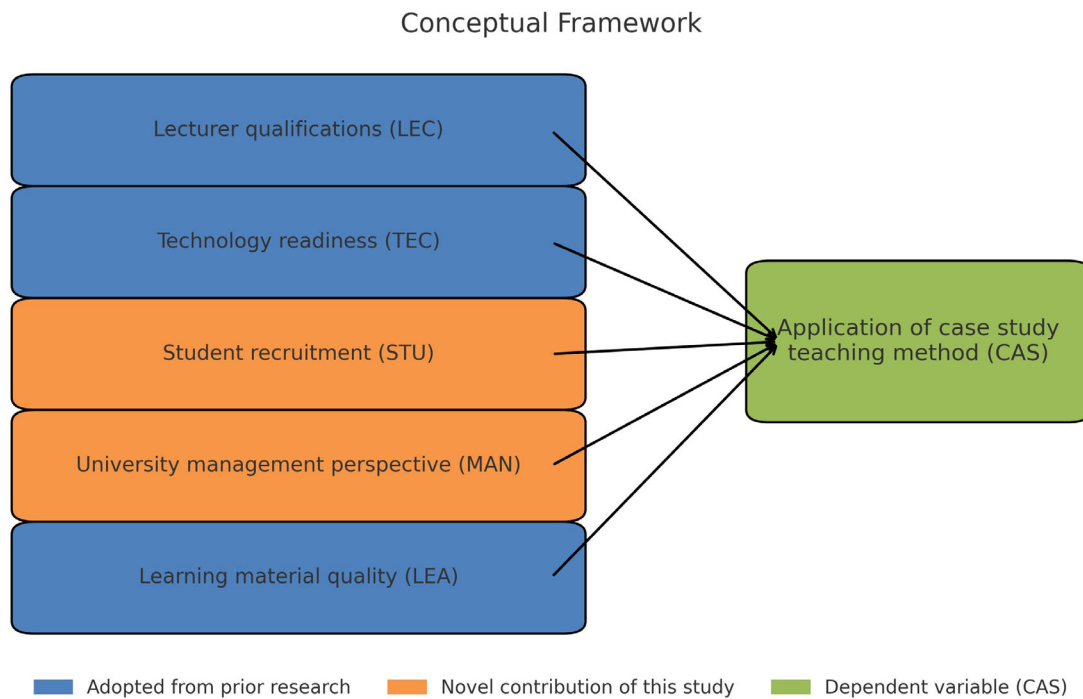 Conceptual Framework
Lecturer qualifications (LEC)
Technology readiness (TEC)
Student recruitment (STU)
University management perspective (MAN)
Learning material quality (LEA)
Application of case study
teaching method (CAS)
Adopted from prior research
Novel contribution of this study
Dependent variable (CAS)